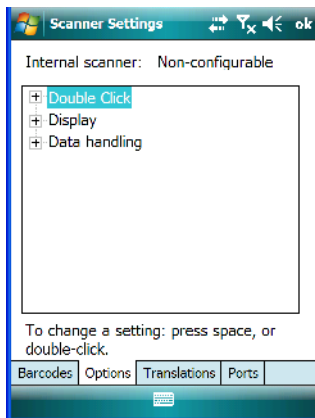 Scanner Settings ok
Internal scanner: Non-configurable
Double Click
Display
Data handling
To change a setting: press space, or
double-click.
Barcodes Options Translations Ports